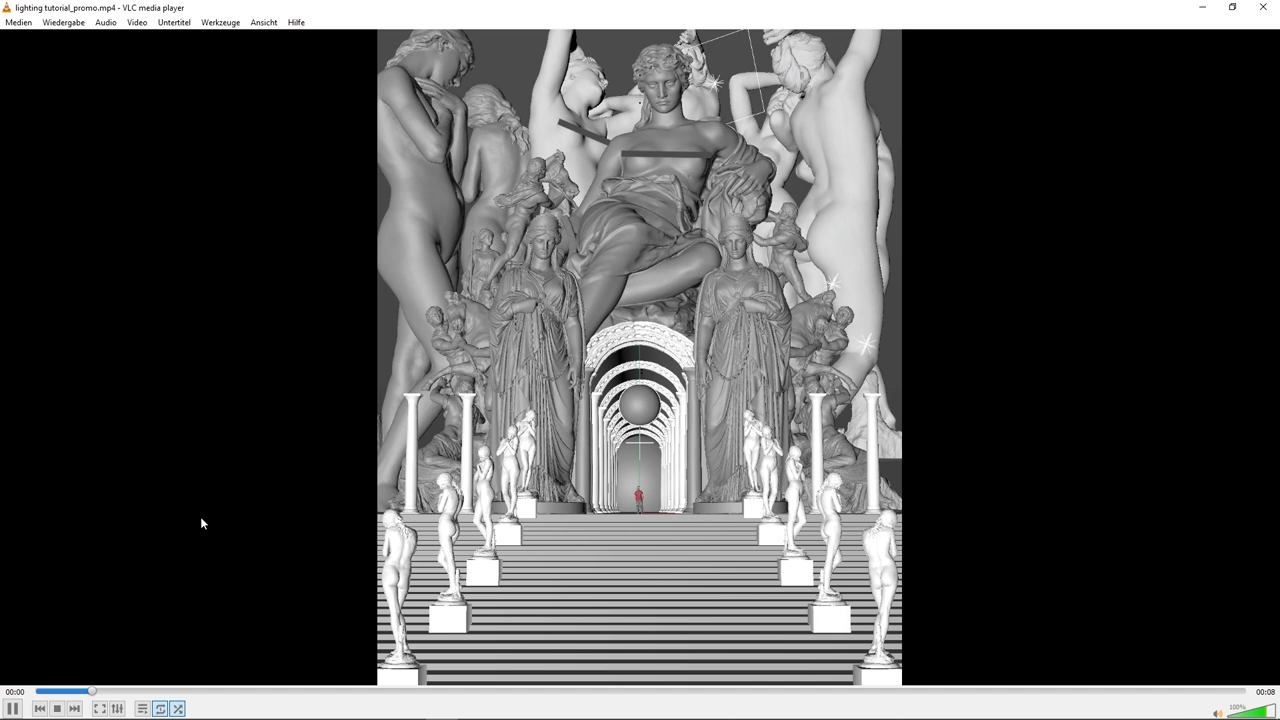 lighting tutorial_promo.mp4 - VLC media player
Medien Wiedergabe Audio Video Untertitel Werkzeuge Ansicht Hilfe
00:00 00:08
100%